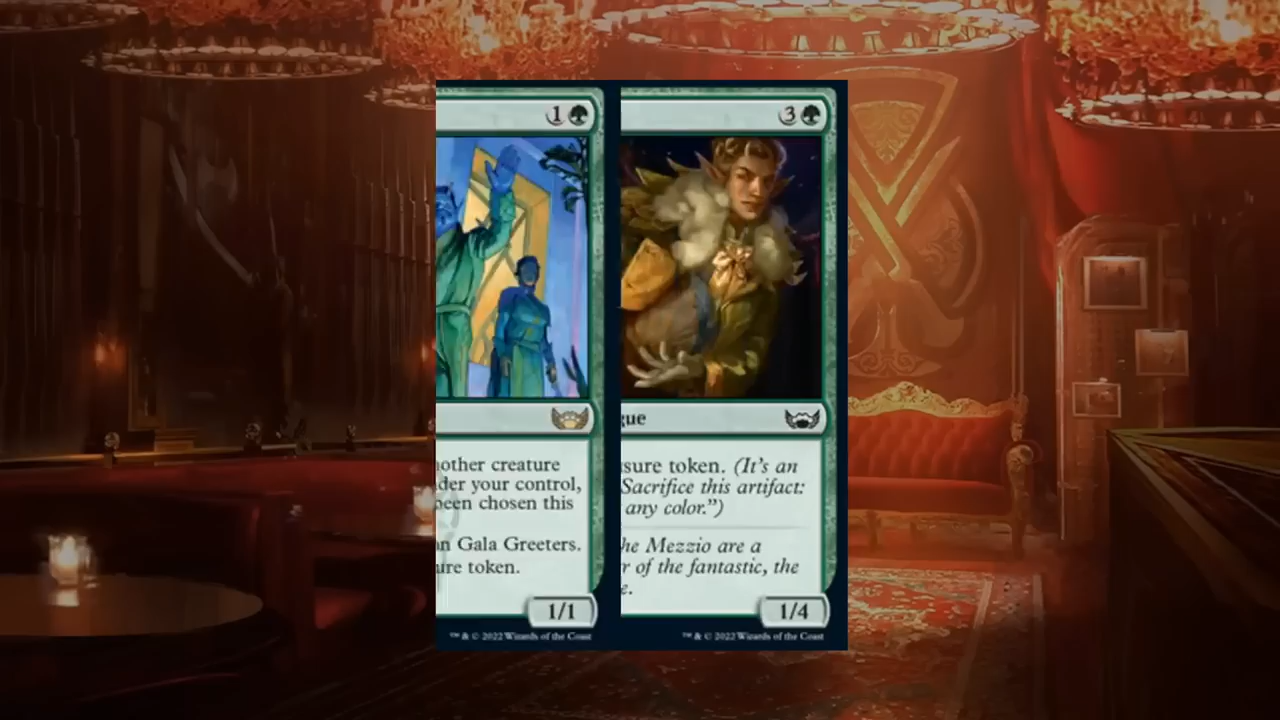 1
other creature
der your control,
been chosen this
n Gala Greeters.
ure token.
1/1
™ & © 2022 Wizards of the Coast
3
gue
sure token. (It's an
Sacrifice this artifact:
any color.”)
he Mezzio are a
r of the fantastic, the
e.
1/4
™ & © 2022 Wizards of the Coast